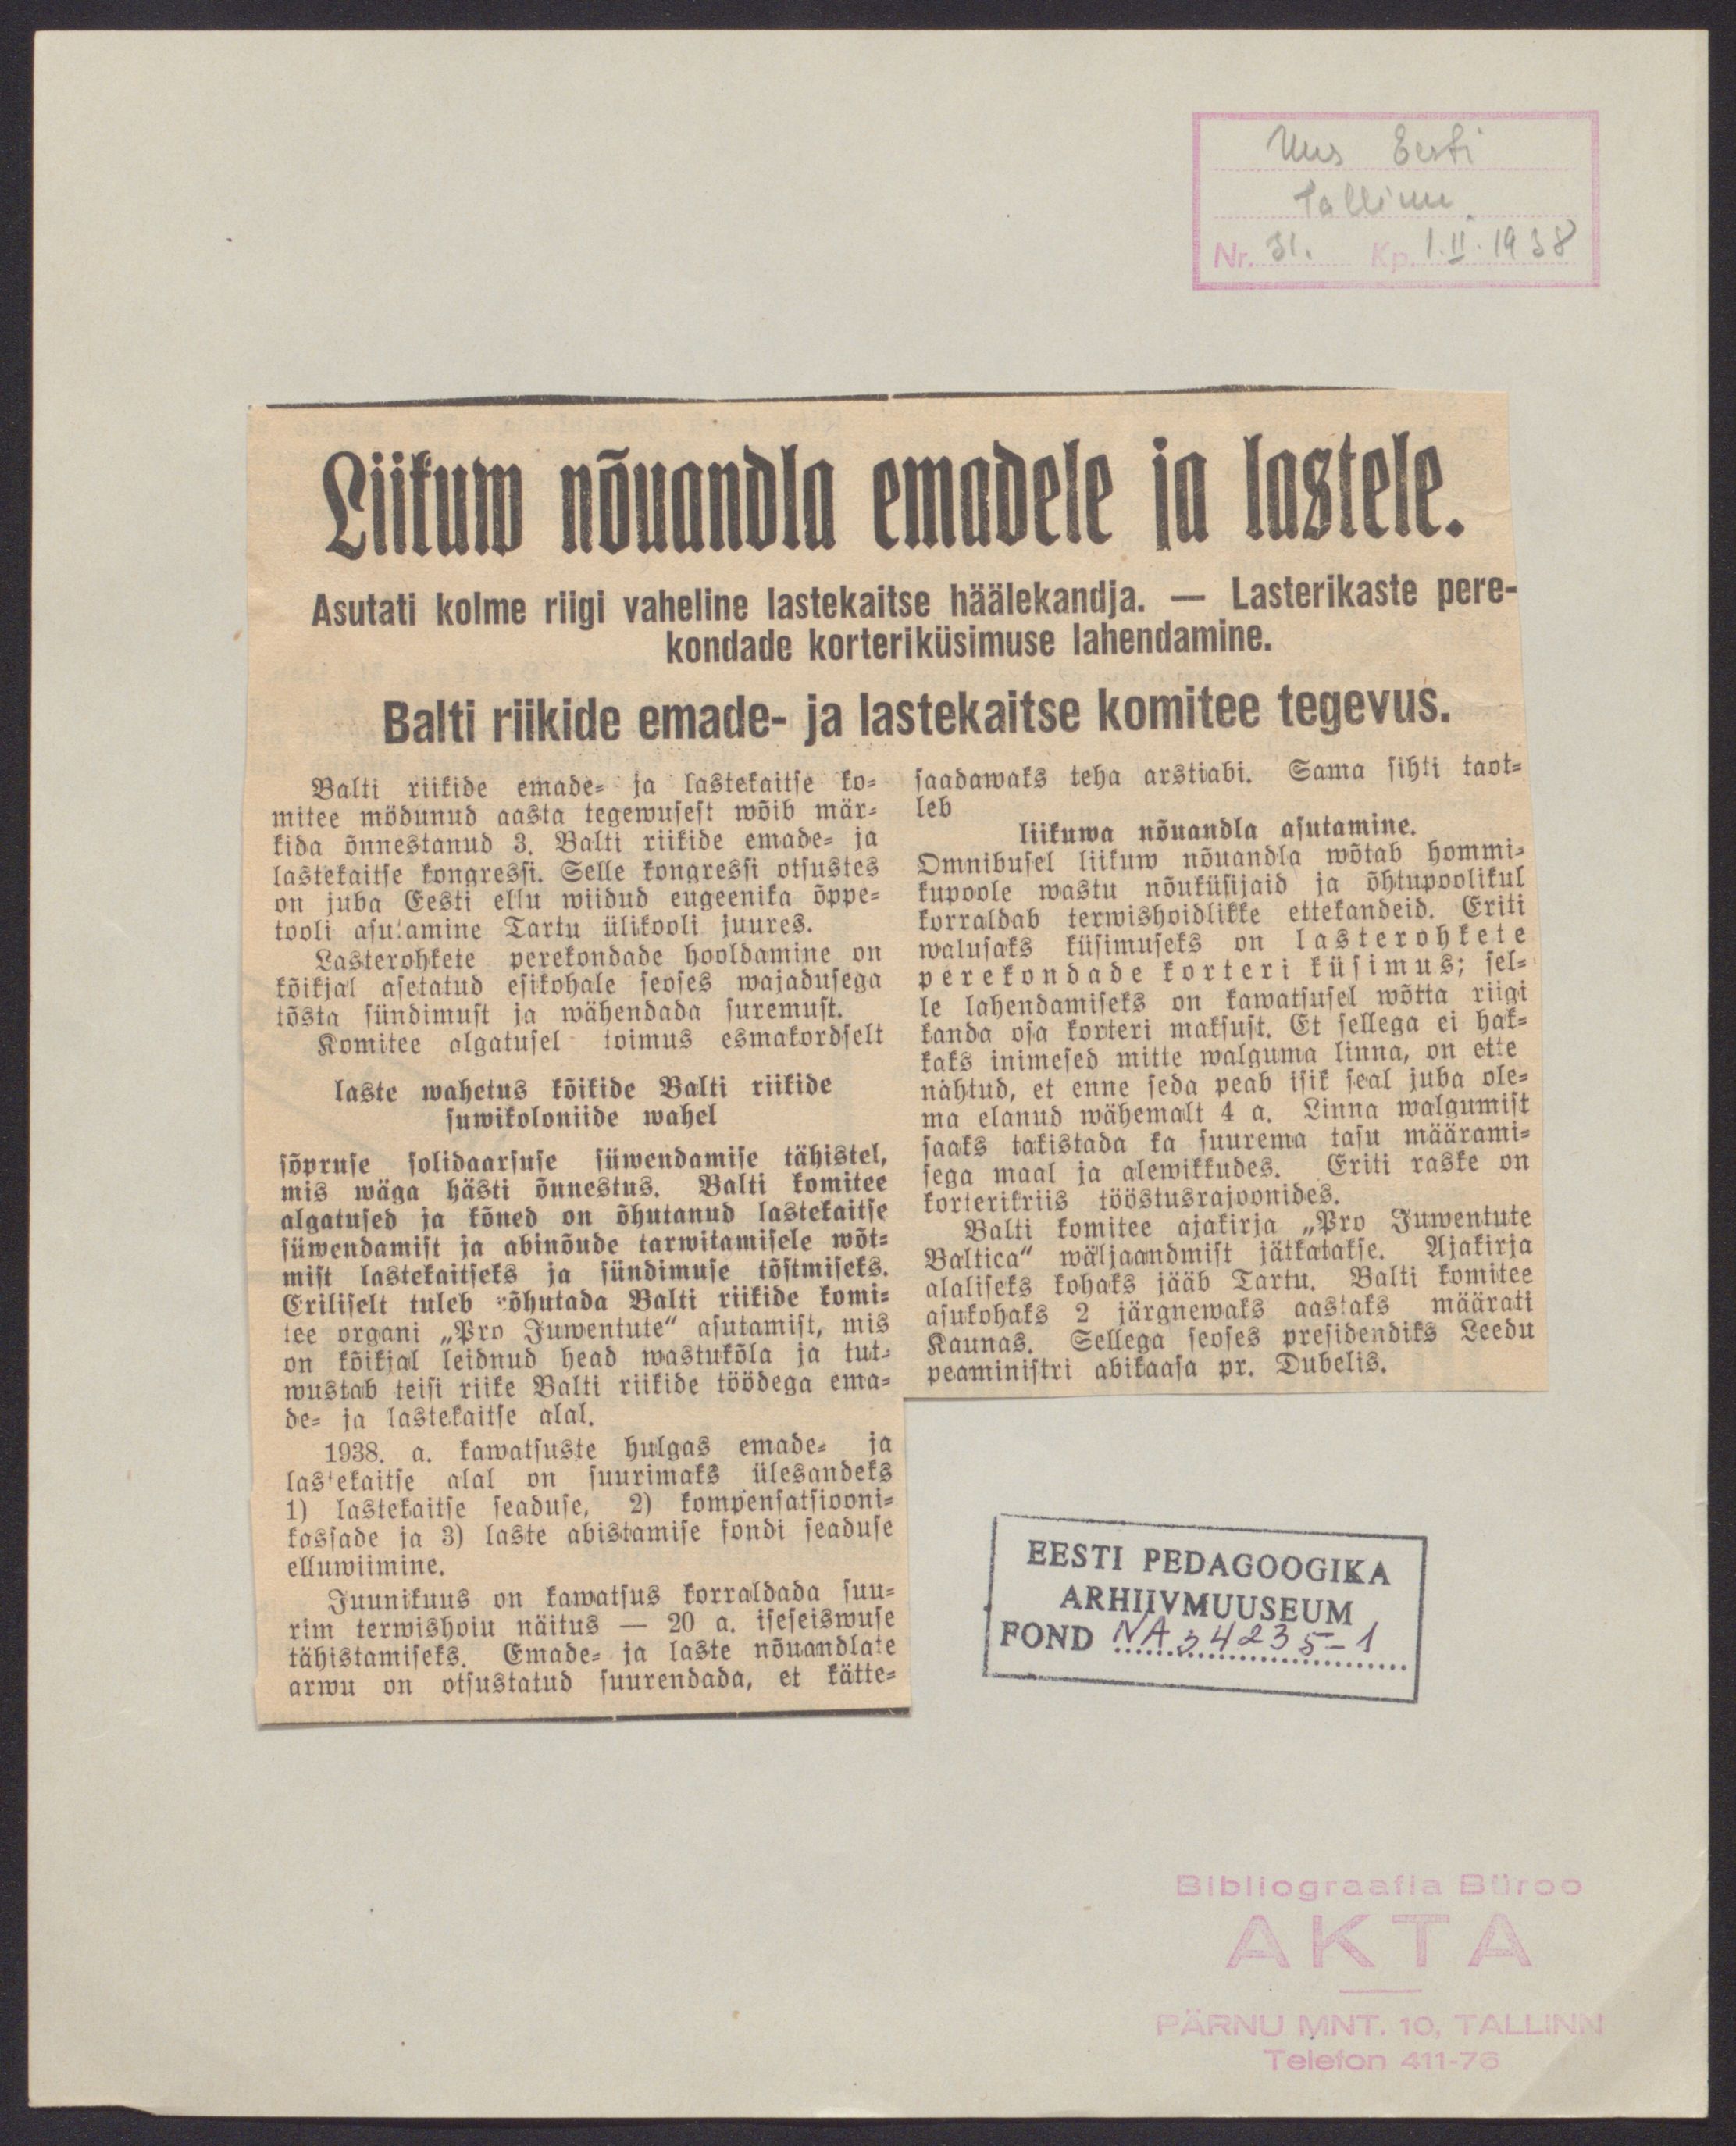 Uus Eesti
Tallinn
Nr. 31. Kp. 1.II.1938
Liikuw nõuandla emadele ja lastele.
Asutati kolme riigi vaheline lastekaitse häälekandja. — Lasterikaste pere-
kondade korteriküsimuse lahendamine.
Balti riikide emade- ja lastekaitse komitee tegevus.
Balti riikide emade- ja lastekaitse ko-
mitee mödunud aasta tegewusest wõib mär-
kida õnnestanud 3. Balti riikide emade- ja
lastekaitse kongressi. Selle kongressi otsustes
on juba Eesti ellu wiidud eugeenika õppe-
tooli asutamine Tartu ülikooli juures.
Lasterohkete perekondade hooldamine on
kõikjal asetatud esikohale seoses wajadusega
tõsta sündimust ja wähendada suremust.
Komitee algatusel toimus esmakordselt
laste wahetus kõikide Balti riikide
suwikoloniide wahel
sõpruse solidaarsuse süwendamise tähistel,
mis wäga hästi õnnestus. Balti komitee
algatused ja kõned on õhutanud lastekaitse
süwendamist ja abinõude tarwitamisele wõt-
mist lastekaitseks ja sündimuse tõstmiseks.
Eriliselt tuleb rõhutada Balti riikide komi-
tee organi „Pro Juwentute“ asutamist, mis
on kõikjal leidnud head wastukõla ja tut-
wustab teisi riike Balti riikide töödega ema-
de- ja lastekaitse alal.
1938. a. kawatsuste hulgas emade- ja
lastekaitse alal on suurimaks ülesandeks
1) lastekaitse seaduse, 2) kompensatsiooni-
kassade ja 3) laste abistamise fondi seaduse
elluwiimine.
Juunikuus on kawatsus korraldada suu-
rim terwishoiu näitus — 20 a. iseseiswuse
tähistamiseks. Emade- ja laste nõuandlate
arwu on otsustatud suurendada, et kätte-
saadawaks teha arstiabi. Sama sihti taot-
leb
liikuwa nõuandla asutamine.
Omnibusel liikuw nõuandla wõtab hommi-
kupoole wastu nõuküsijaid ja õhtupoolikul
korraldab terwishoidlikke ettekandeid. Eriti
walusaks küsimuseks on lasterohkete
perekondade korteri küsimus; sel-
le lahendamiseks on kawatsusel wõtta riigi
kanda osa korteri maksust. Et sellega ei hak-
kaks inimesed mitte walguma linna, on ette
nähtud, et enne seda peab isik seal juba ole-
ma elanud wähemalt 4 a. Linna walgumist
saaks takistada ka suurema tasu määrami-
sega maal ja alewikkudes. Eriti raske on
korterikriis tööstusrajoonides.
Balti komitee ajakirja „Pro Juwentute
Baltica“ wäljaandmist jätkatakse. Ajakirja
alaliseks kohaks jääb Tartu. Balti komitee
asukohaks 2 järgnewaks aastaks määrati
Kaunas. Sellega seoses presidendiks Leedu
peaministri abikaasa pr. Dubelis.
EESTI PEDAGOOGIKA
ARHIIVMUUSEUM
FOND NA 34235-1
Bibliograafia Büroo
AKTA
PÄRNU MNT. 10, TALLINN
Telefon 411-76